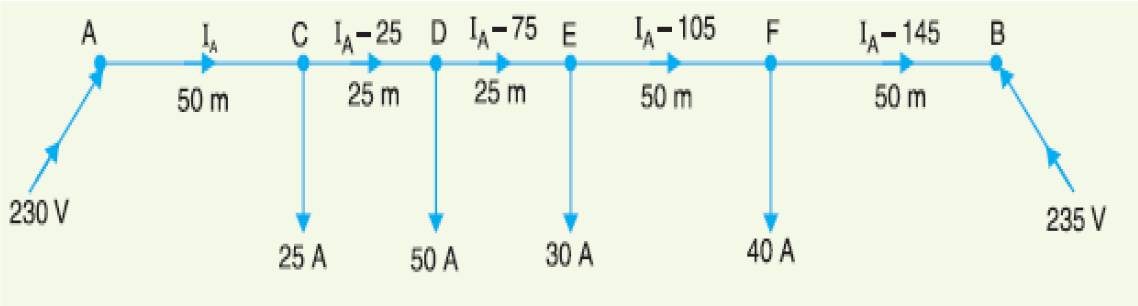 A I_A C I_A – 25 D I_A – 75 E I_A – 105 F I_A – 145 B
50 m 25 m 25 m 50 m 50 m
230 V 235 V
25 A 50 A 30 A 40 A